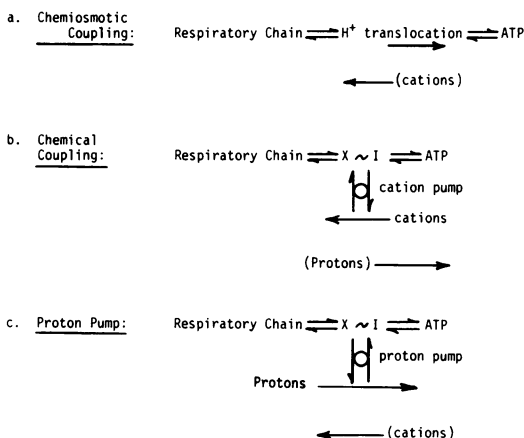 a. Chemiosmotic
Coupling: Respiratory Chain ⇌ H⁺ translocation ⇌ ATP
(cations)
b. Chemical
Coupling: Respiratory Chain ⇌ X ~ I ⇌ ATP
cation pump
cations
(Protons)
c. Proton Pump: Respiratory Chain ⇌ X ~ I ⇌ ATP
proton pump
Protons
(cations)